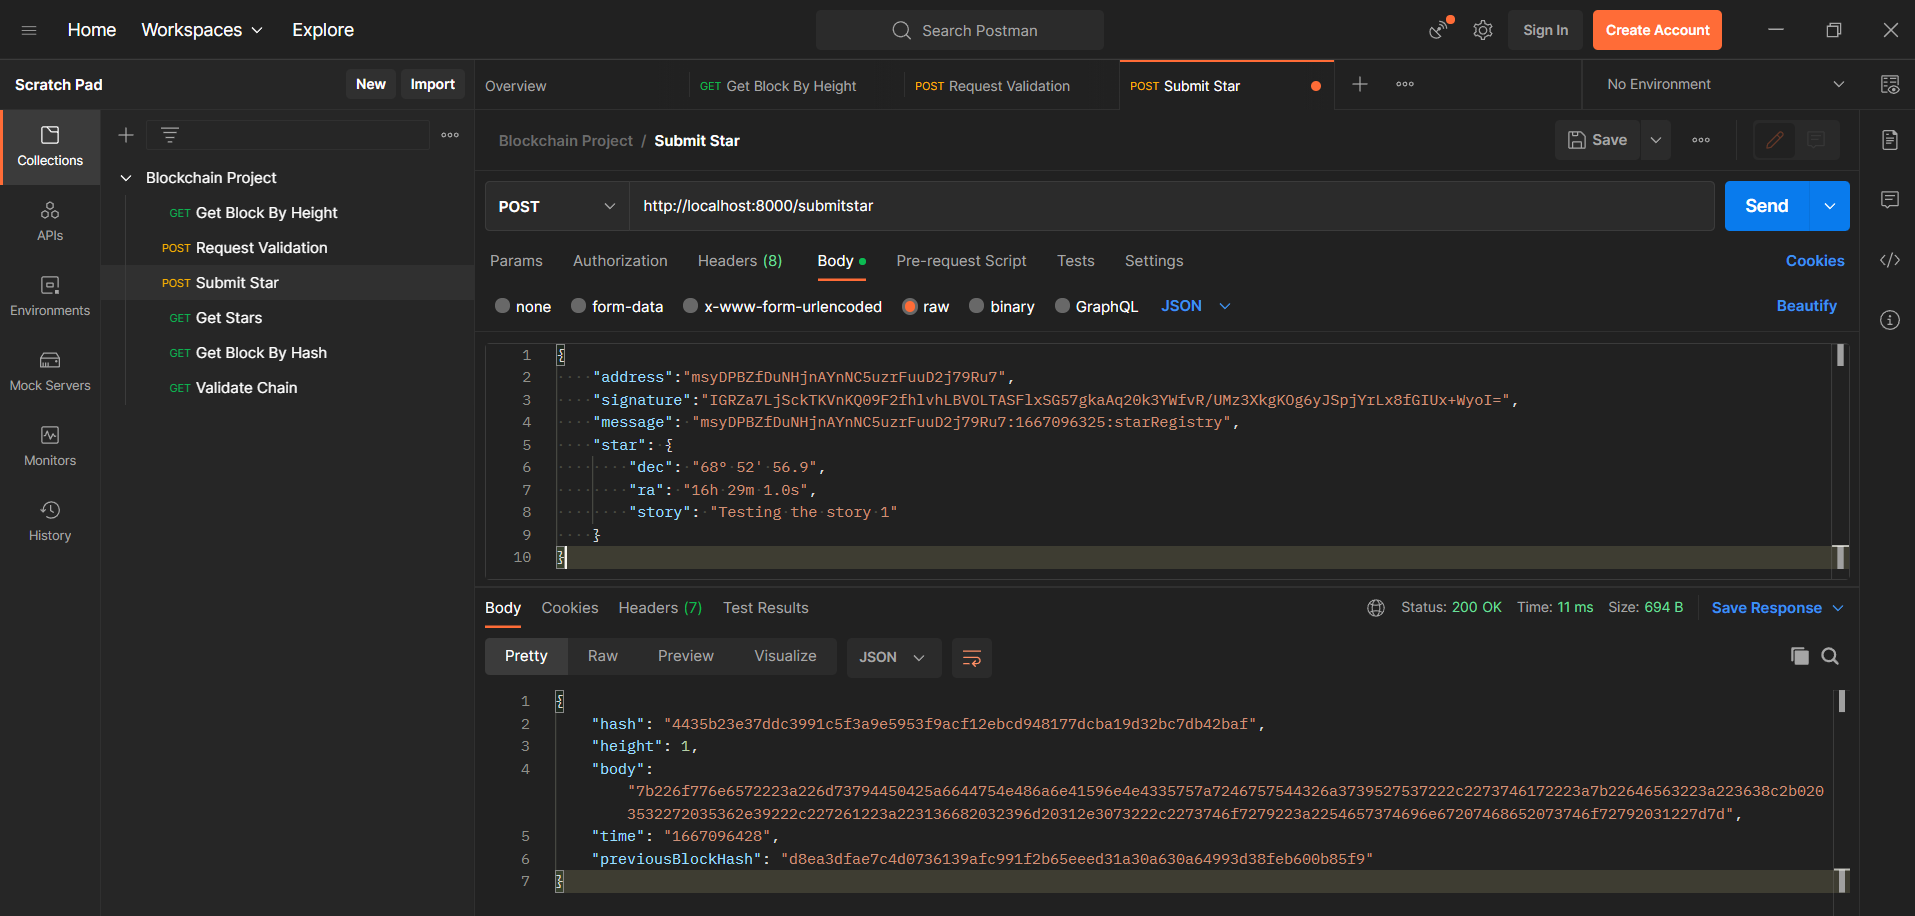 Home Workspaces Explore Search Postman Sign In Create Account
Scratch Pad New Import Overview GET Get Block By Height POST Request Validation POST Submit Star No Environment
Collections
APIs
Environments
Mock Servers
Monitors
History
Blockchain Project
GET Get Block By Height
POST Request Validation
POST Submit Star
GET Get Stars
GET Get Block By Hash
GET Validate Chain
Blockchain Project / Submit Star Save
POST http://localhost:8000/submitstar Send
Params Authorization Headers (8) Body Pre-request Script Tests Settings Cookies
none form-data x-www-form-urlencoded raw binary GraphQL JSON Beautify
1 {
2 "address":"msyDPBZfDuNHjnAYnNC5uzrFuuD2j79Ru7",
3 "signature":"IGRZa7LjSckTKVnKQ09F2fhlvhLBVOLTASFlxSG57gkaAq20k3YWfvR/UMz3XkgKOg6yJSpjYrLx8fGIUx+WyoI=",
4 "message": "msyDPBZfDuNHjnAYnNC5uzrFuuD2j79Ru7:1667096325:starRegistry",
5 "star": {
6 "dec": "68° 52' 56.9",
7 "ra": "16h 29m 1.0s",
8 "story": "Testing the story 1"
9 }
10 }
Body Cookies Headers (7) Test Results Status: 200 OK Time: 11 ms Size: 694 B Save Response
Pretty Raw Preview Visualize JSON
1 {
2 "hash": "4435b23e37ddc3991c5f3a9e5953f9acf12ebcd948177dcba19d32bc7db42baf",
3 "height": 1,
4 "body":
"7b226f776e6572223a226d73794450425a6644754e486a6e41596e4e4335757a7246757544326a3739527537222c2273746172223a7b22646563223a223638c2b020
3532272035362e39222c227261223a223136682032396d20312e3073222c2273746f7279223a2254657374696e67207468652073746f72792031227d7d",
5 "time": "1667096428",
6 "previousBlockHash": "d8ea3dfae7c4d0736139afc991f2b65eeed31a30a630a64993d38feb600b85f9"
7 }